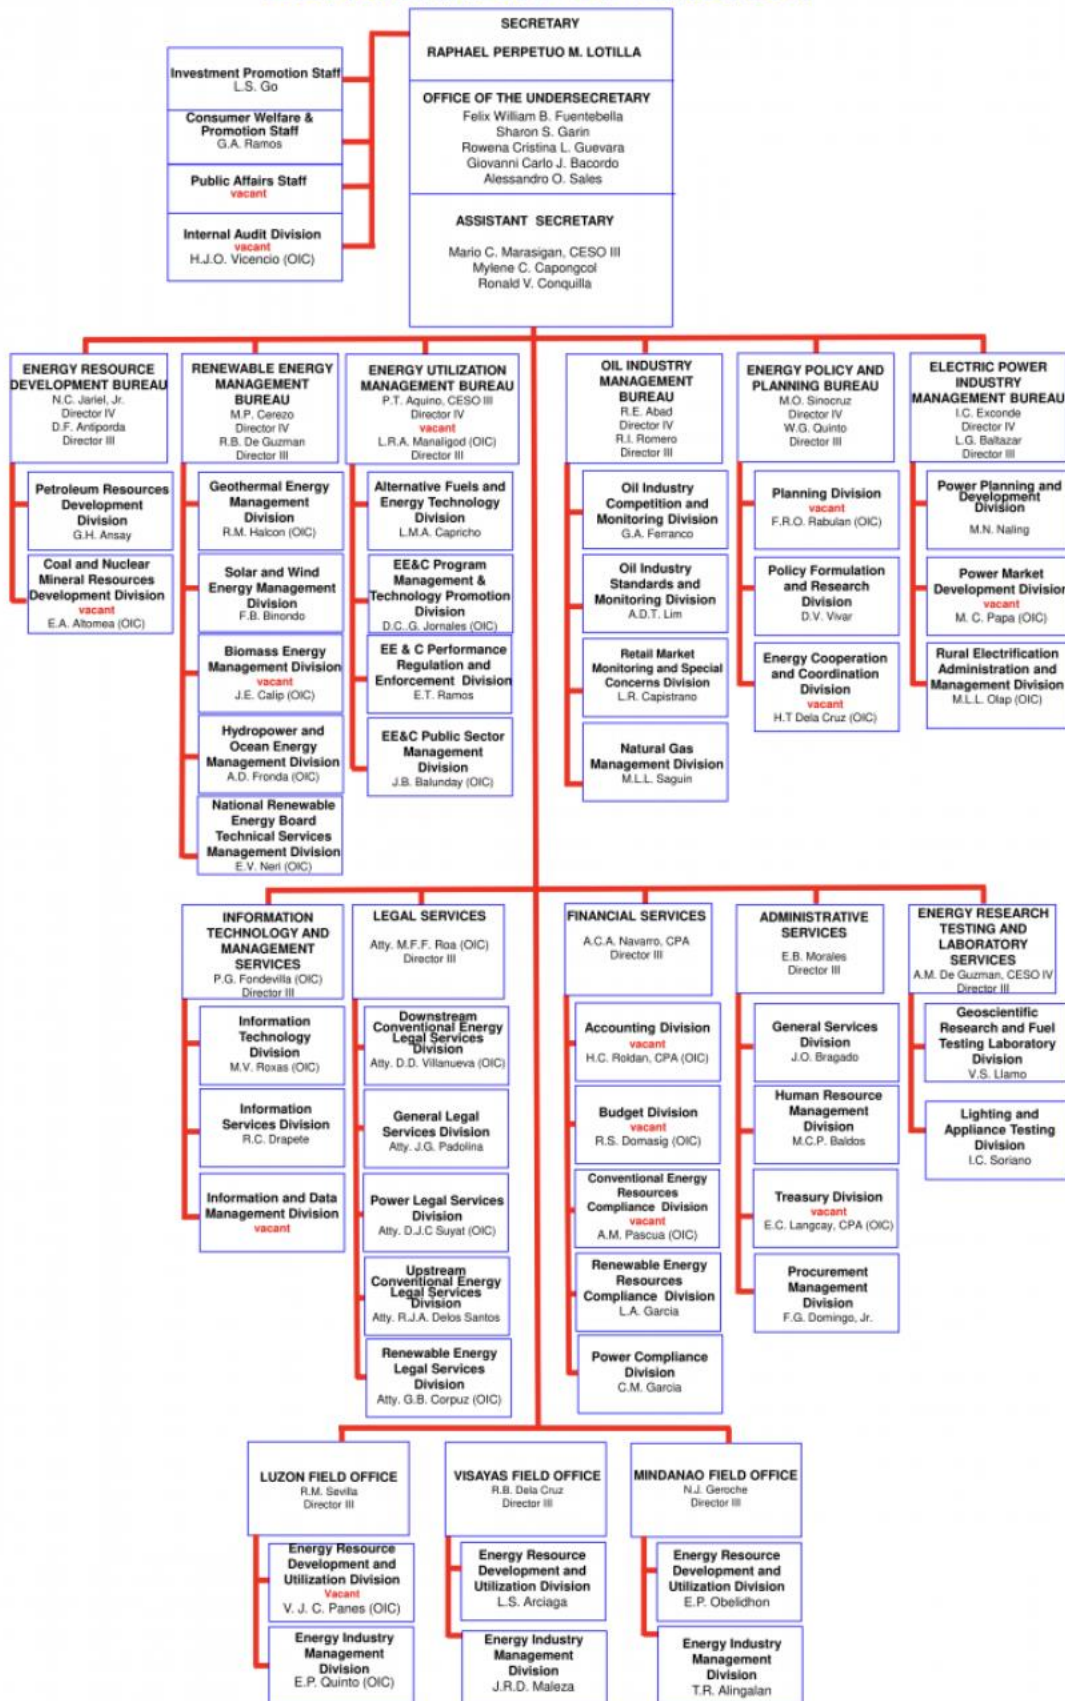 SECRETARY
RAPHAEL PERPETUO M. LOTILLA
OFFICE OF THE UNDERSECRETARY
Felix William B. Fuentebella
Sharon S. Garin
Rowena Cristina L. Guevara
Giovanni Carlo J. Bacordo
Alessandro O. Sales
ASSISTANT SECRETARY
Mario C. Marasigan, CESO III
Mylene C. Capongcol
Ronald V. Conquilla
Investment Promotion Staff
L.S. Go
Consumer Welfare &
Promotion Staff
G.A. Ramos
Public Affairs Staff
vacant
Internal Audit Division
vacant
H.J.O. Vicencio (OIC)
ENERGY RESOURCE
DEVELOPMENT BUREAU
N.C. Jariel, Jr.
Director IV
D.F. Antiporda
Director III
Petroleum Resources
Development
Division
G.H. Ansay
Coal and Nuclear
Mineral Resources
Development Division
vacant
E.A. Altomea (OIC)
RENEWABLE ENERGY
MANAGEMENT
BUREAU
M.P. Cerezo
Director IV
R.B. De Guzman
Director III
Geothermal Energy
Management
Division
R.M. Halcon (OIC)
Solar and Wind
Energy Management
Division
F.B. Binondo
Biomass Energy
Management Division
vacant
J.E. Calip (OIC)
Hydropower and
Ocean Energy
Management Division
A.D. Fronda (OIC)
National Renewable
Energy Board
Technical Services
Management Division
E.V. Neri (OIC)
ENERGY UTILIZATION
MANAGEMENT BUREAU
P.T. Aquino, CESO III
Director IV
vacant
L.R.A. Manaligod (OIC)
Director III
Alternative Fuels and
Energy Technology
Division
L.M.A. Capricho
EE&C Program
Management &
Technology Promotion
Division
D.C..G. Jornales (OIC)
EE & C Performance
Regulation and
Enforcement Division
E.T. Ramos
EE&C Public Sector
Management
Division
J.B. Balunday (OIC)
OIL INDUSTRY
MANAGEMENT
BUREAU
R.E. Abad
Director IV
R.I. Romero
Director III
Oil Industry
Competition and
Monitoring Division
G.A. Ferranco
Oil Industry
Standards and
Monitoring Division
A.D.T. Lim
Retail Market
Monitoring and Special
Concerns Division
L.R. Capistrano
Natural Gas
Management Division
M.L.L. Saguin
ENERGY POLICY AND
PLANNING BUREAU
M.O. Sinocruz
Director IV
W.G. Quinto
Director III
Planning Division
vacant
F.R.O. Rabulan (OIC)
Policy Formulation
and Research
Division
D.V. Vivar
Energy Cooperation
and Coordination
Division
vacant
H.T Dela Cruz (OIC)
ELECTRIC POWER
INDUSTRY
MANAGEMENT BUREAU
I.C. Exconde
Director IV
L.G. Baltazar
Director III
Power Planning and
Development
Division
M.N. Naling
Power Market
Development Division
vacant
M. C. Papa (OIC)
Rural Electrification
Administration and
Management Division
M.L.L. Olap (OIC)
INFORMATION
TECHNOLOGY AND
MANAGEMENT
SERVICES
P.G. Fondevilla (OIC)
Director III
Information
Technology
Division
M.V. Roxas (OIC)
Information
Services Division
R.C. Drapete
Information and Data
Management Division
vacant
LEGAL SERVICES
Atty. M.F.F. Roa (OIC)
Director III
Downstream
Conventional Energy
Legal Services
Division
Atty. D.D. Villanueva (OIC)
General Legal
Services Division
Atty. J.G. Padolina
Power Legal Services
Division
Atty. D.J.C Suyat (OIC)
Upstream
Conventional Energy
Legal Services
Division
Atty. R.J.A. Delos Santos
Renewable Energy
Legal Services
Division
Atty. G.B. Corpuz (OIC)
FINANCIAL SERVICES
A.C.A. Navarro, CPA
Director III
Accounting Division
vacant
H.C. Roldan, CPA (OIC)
Budget Division
vacant
R.S. Domasig (OIC)
Conventional Energy
Resources
Compliance Division
vacant
A.M. Pascua (OIC)
Renewable Energy
Resources
Compliance Division
L.A. Garcia
Power Compliance
Division
C.M. Garcia
ADMINISTRATIVE
SERVICES
E.B. Morales
Director III
General Services
Division
J.O. Bragado
Human Resource
Management
Division
M.C.P. Baldos
Treasury Division
vacant
E.C. Langcay, CPA (OIC)
Procurement
Management
Division
F.G. Domingo, Jr.
ENERGY RESEARCH
TESTING AND
LABORATORY
SERVICES
A.M. De Guzman, CESO IV
Director III
Geoscientific
Research and Fuel
Testing Laboratory
Division
V.S. Llamo
Lighting and
Appliance Testing
Division
I.C. Soriano
LUZON FIELD OFFICE
R.M. Sevilla
Director III
Energy Resource
Development and
Utilization Division
Vacant
V. J. C. Panes (OIC)
Energy Industry
Management
Division
E.P. Quinto (OIC)
VISAYAS FIELD OFFICE
R.B. Dela Cruz
Director III
Energy Resource
Development and
Utilization Division
L.S. Arciaga
Energy Industry
Management
Division
J.R.D. Maleza
MINDANAO FIELD OFFICE
N.J. Geroche
Director III
Energy Resource
Development and
Utilization Division
E.P. Obelidhon
Energy Industry
Management
Division
T.R. Alingalan